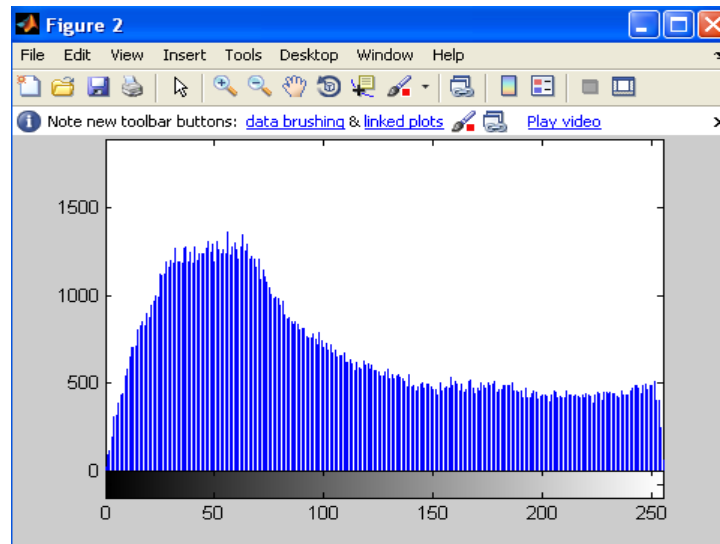 Figure 2
File Edit View Insert Tools Desktop Window Help
Note new toolbar buttons: data brushing & linked plots Play video
1500
1000
500
0
0 50 100 150 200 250